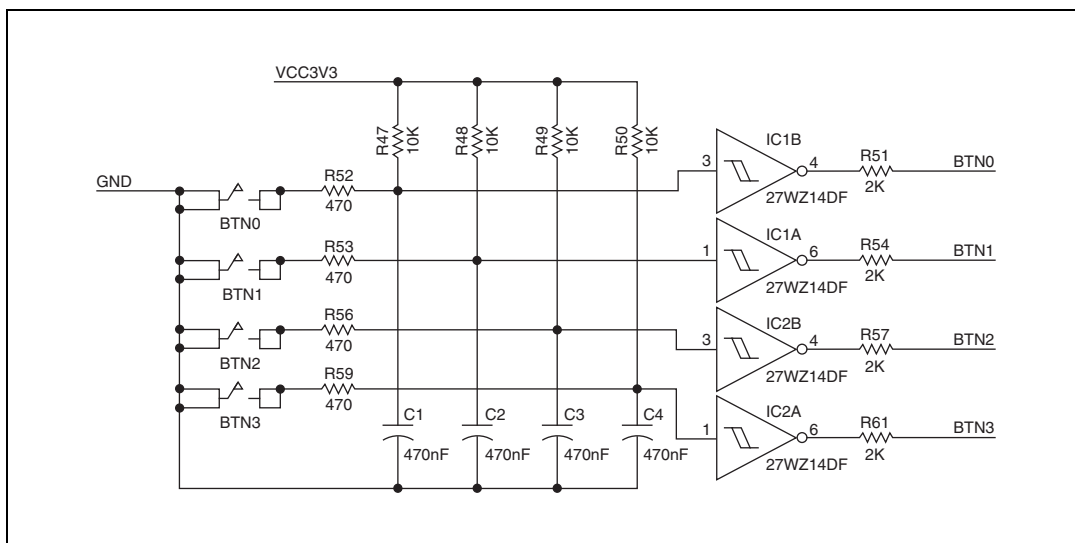 VCC3V3
R47 10K
R48 10K
R49 10K
R50 10K
GND
BTN0
R52
470
BTN1
R53
470
BTN2
R56
470
BTN3
R59
470
C1
470nF
C2
470nF
C3
470nF
C4
470nF
IC1B
3
4
27WZ14DF
R51
2K
BTN0
IC1A
1
6
27WZ14DF
R54
2K
BTN1
IC2B
3
4
27WZ14DF
R57
2K
BTN2
IC2A
1
6
27WZ14DF
R61
2K
BTN3